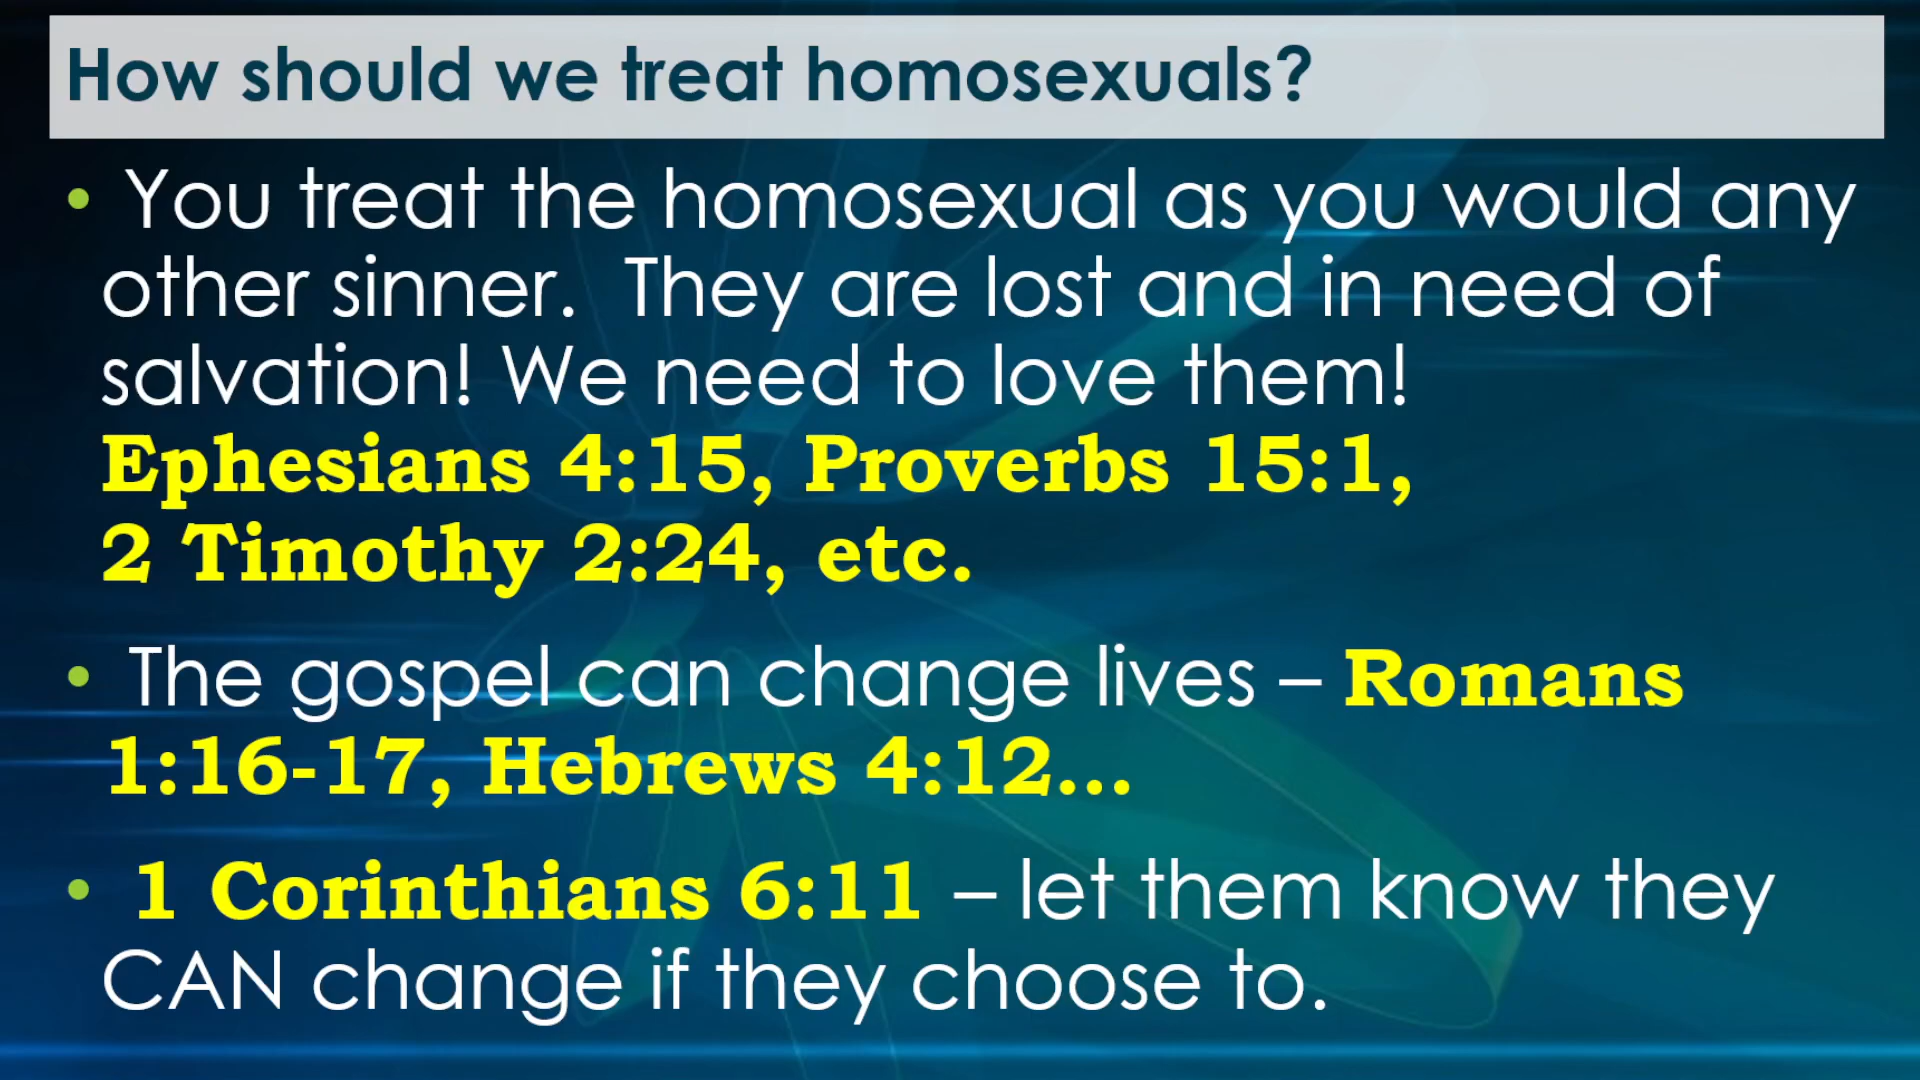 How should we treat homosexuals?
• You treat the homosexual as you would any
other sinner.  They are lost and in need of
salvation! We need to love them!
Ephesians 4:15, Proverbs 15:1,
2 Timothy 2:24, etc.
• The gospel can change lives – Romans
1:16-17, Hebrews 4:12…
• 1 Corinthians 6:11 – let them know they
CAN change if they choose to.